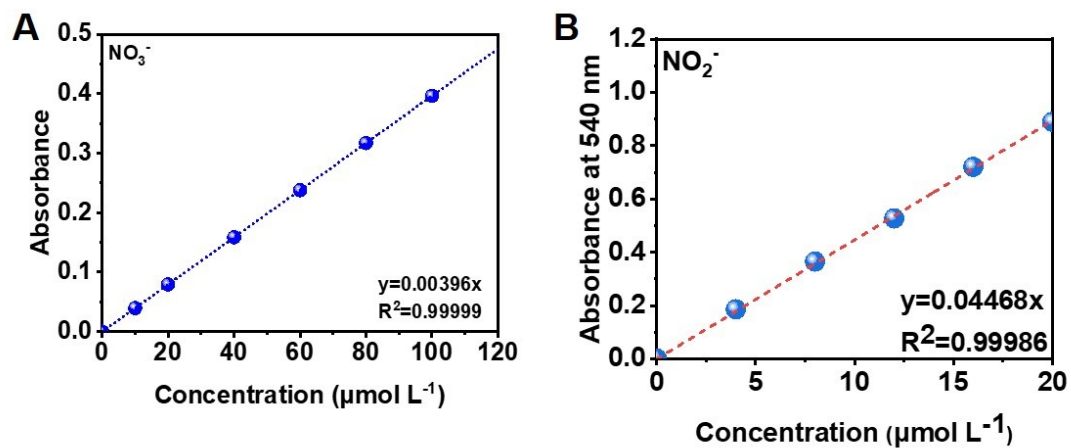 A
NO₃⁻
Absorbance
0.5
0.4
0.3
0.2
0.1
0.0
0 20 40 60 80 100 120
y=0.00396x
R²=0.99999
Concentration (µmol L⁻¹)
B
NO₂⁻
Absorbance at 540 nm
1.2
1.0
0.8
0.6
0.4
0.2
0.0
0 5 10 15 20
y=0.04468x
R²=0.99986
Concentration (µmol L⁻¹)